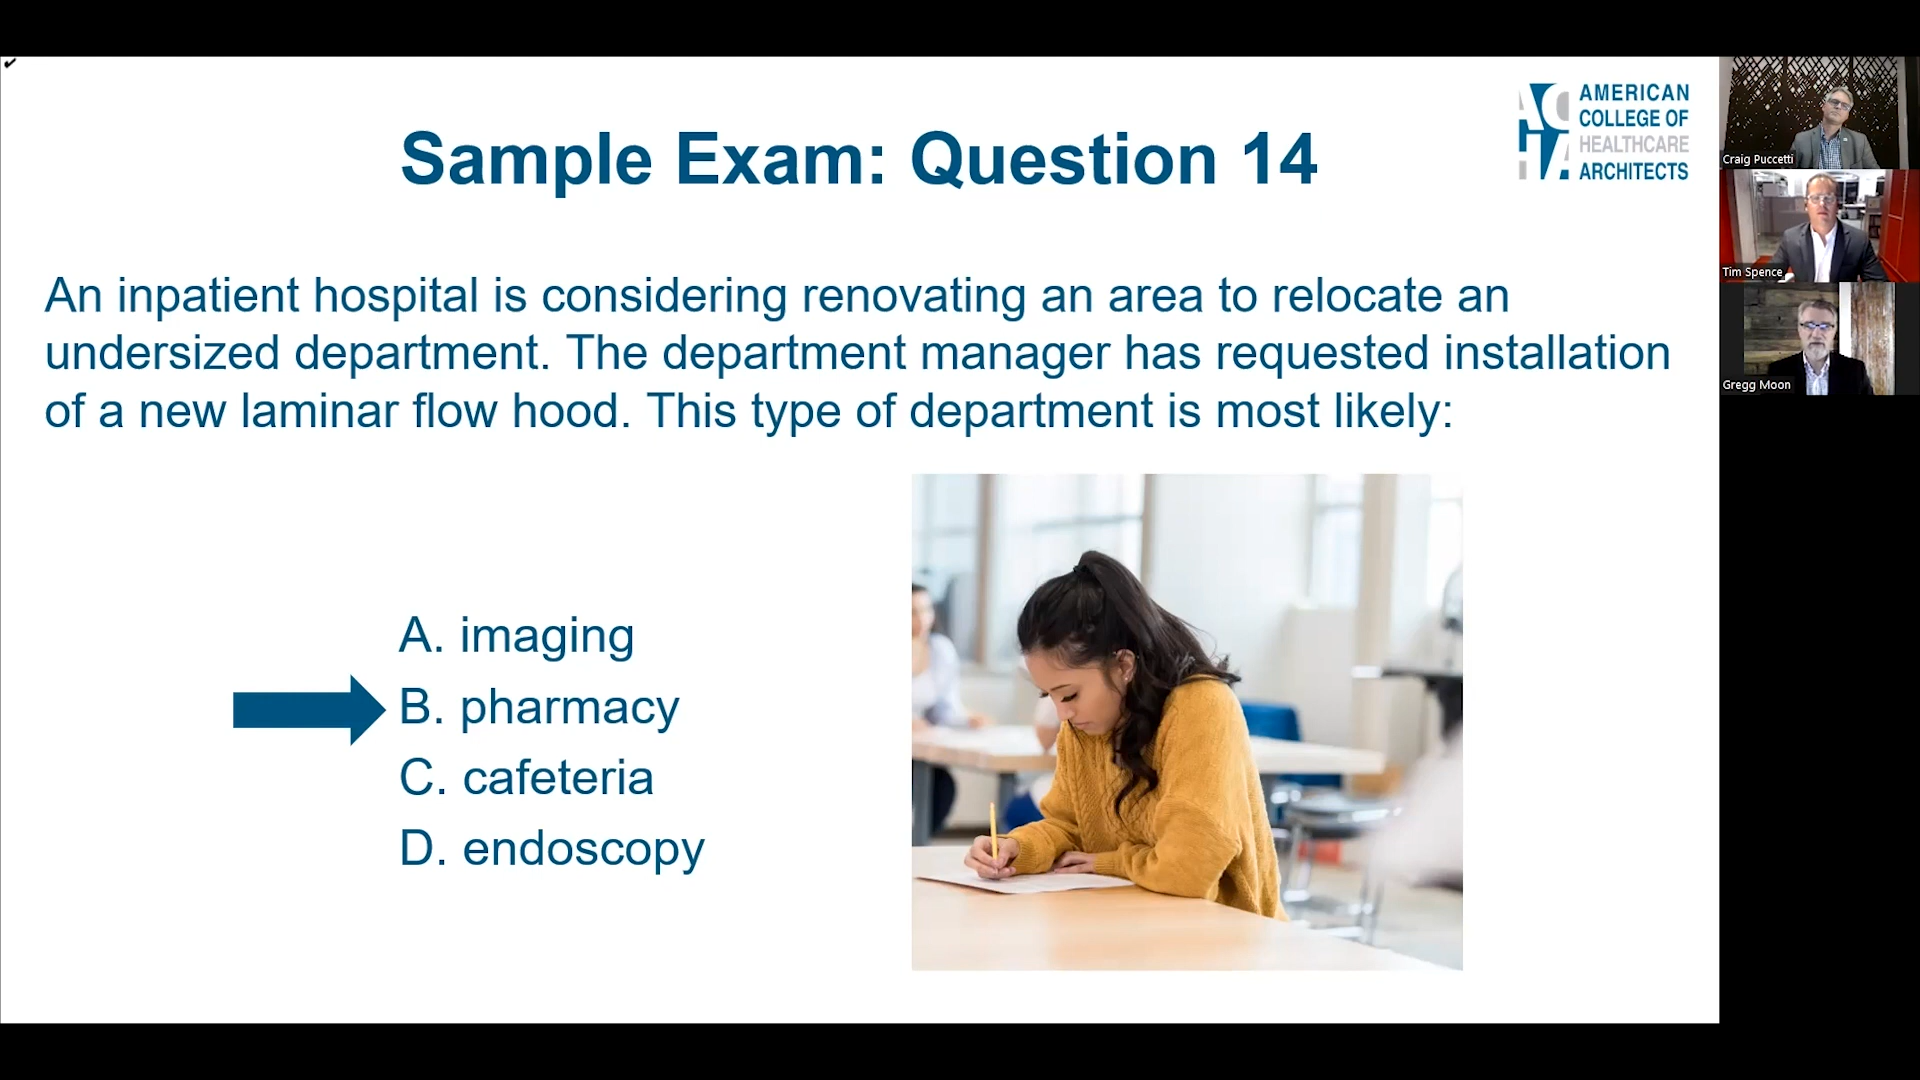 Sample Exam: Question 14
AMERICAN
COLLEGE OF
HEALTHCARE
ARCHITECTS
An inpatient hospital is considering renovating an area to relocate an
undersized department. The department manager has requested installation
of a new laminar flow hood. This type of department is most likely:
A. imaging
B. pharmacy
C. cafeteria
D. endoscopy
Craig Puccetti
Tim Spence
Gregg Moon